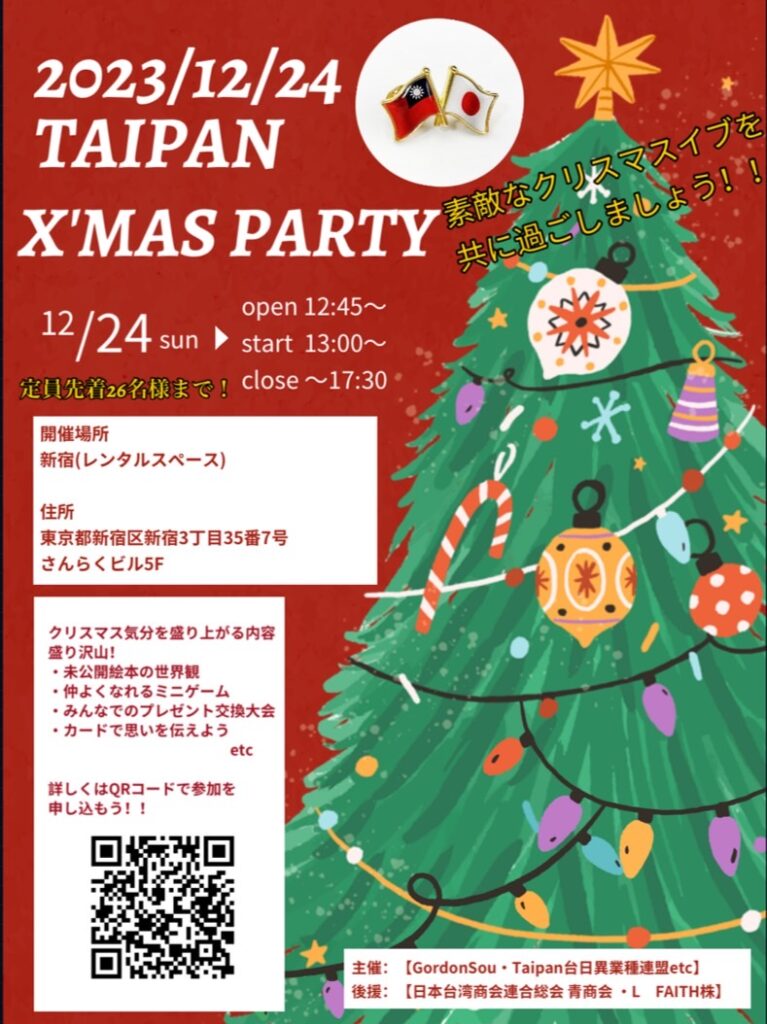 2023/12/24
TAIPAN
X'MAS PARTY
素敵なクリスマスイブを
共に過ごしましょう！！
12/24 sun
open 12:45〜
start 13:00〜
close 〜17:30
定員先着26名様まで！
開催場所
新宿(レンタルスペース)
住所
東京都新宿区新宿3丁目35番7号
さんらくビル5F
クリスマス気分を盛り上がる内容
盛り沢山!
・未公開絵本の世界観
・仲よくなれるミニゲーム
・みんなでのプレゼント交換大会
・カードで思いを伝えよう
etc
詳しくはQRコードで参加を
申し込もう！！
主催：【GordonSou・Taipan台日異業種連盟etc】
後援：【日本台湾商会連合総会 青商会 ・L　FAITH株】